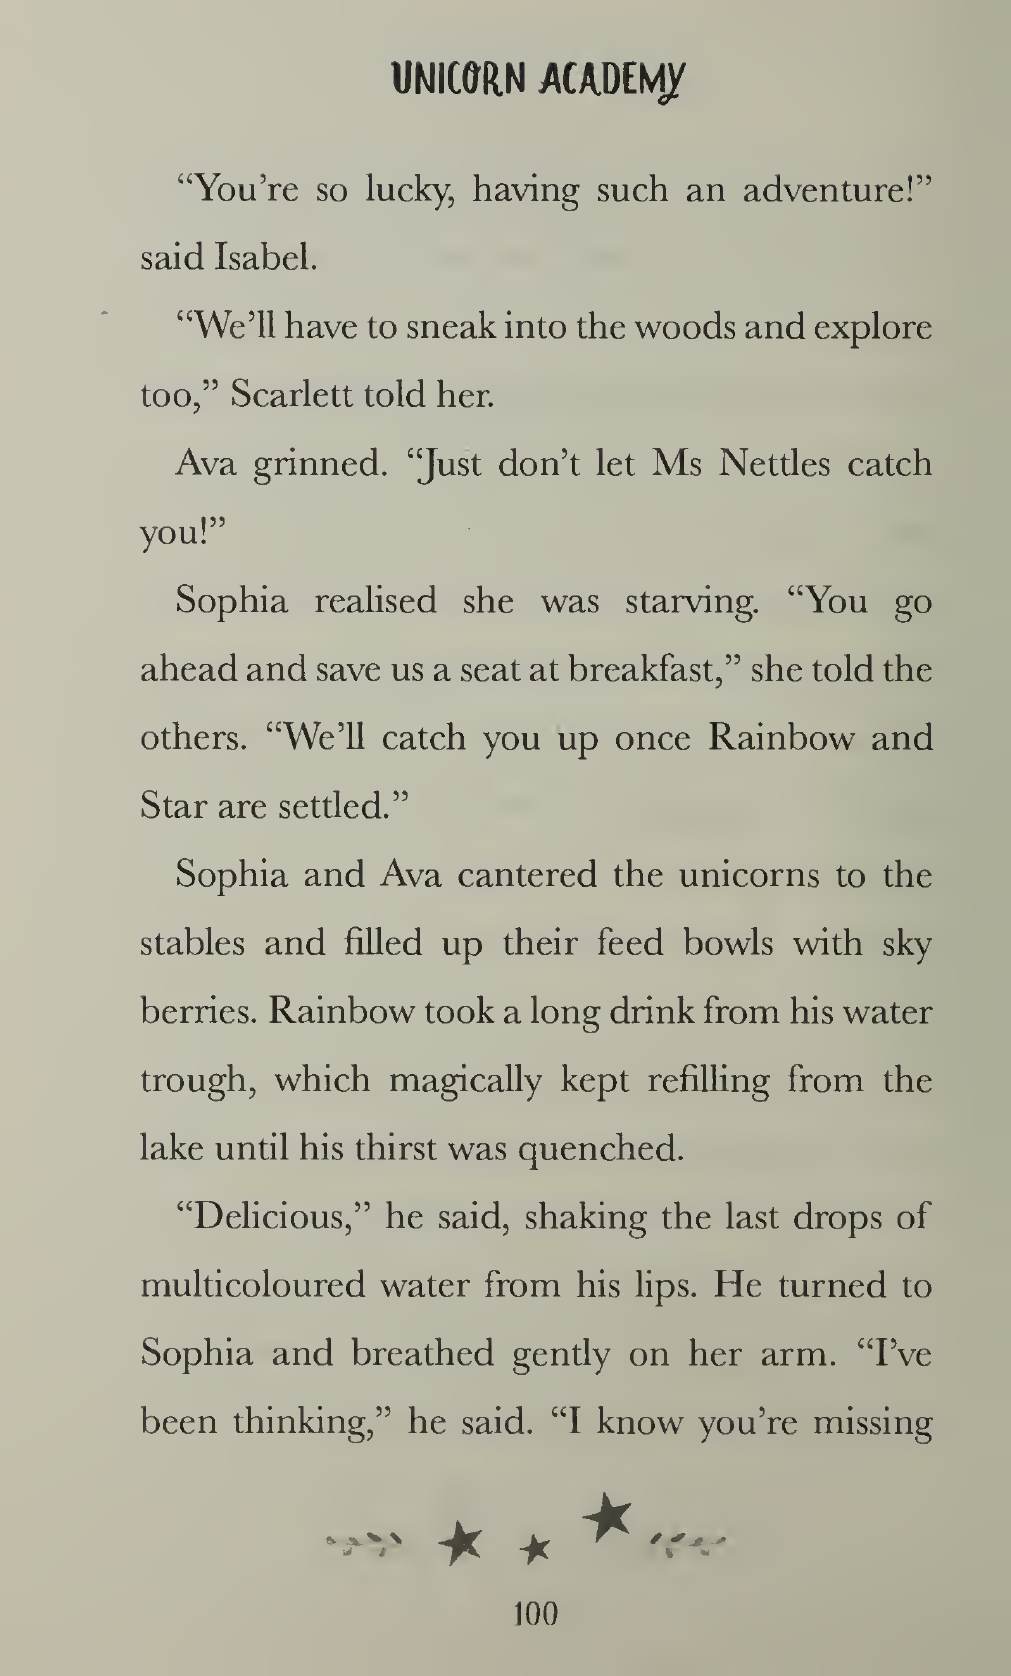 UNICORN ACADEMY
“You’re so lucky, having such an adventure!”
said Isabel.
“We’ll have to sneak into the woods and explore
too,” Scarlett told her.
Ava grinned. “Just don’t let Ms Nettles catch
you!”
Sophia realised she was starving. “You go
ahead and save us a seat at breakfast,” she told the
others. “We’ll catch you up once Rainbow and
Star are settled.”
Sophia and Ava cantered the unicorns to the
stables and filled up their feed bowls with sky
berries. Rainbow took a long drink from his water
trough, which magically kept refilling from the
lake until his thirst was quenched.
“Delicious,” he said, shaking the last drops of
multicoloured water from his lips. He turned to
Sophia and breathed gently on her arm. “I’ve
been thinking,” he said. “I know you’re missing
100